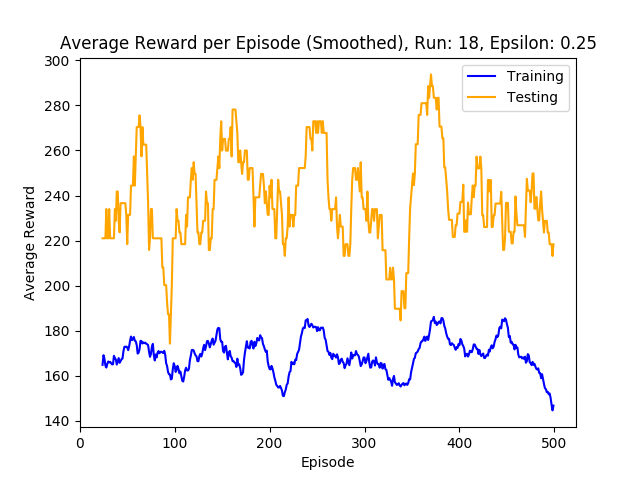 Average Reward per Episode (Smoothed), Run: 18, Epsilon: 0.25
Training
Testing
Average Reward
300
280
260
240
220
200
180
160
140
0 100 200 300 400 500
Episode